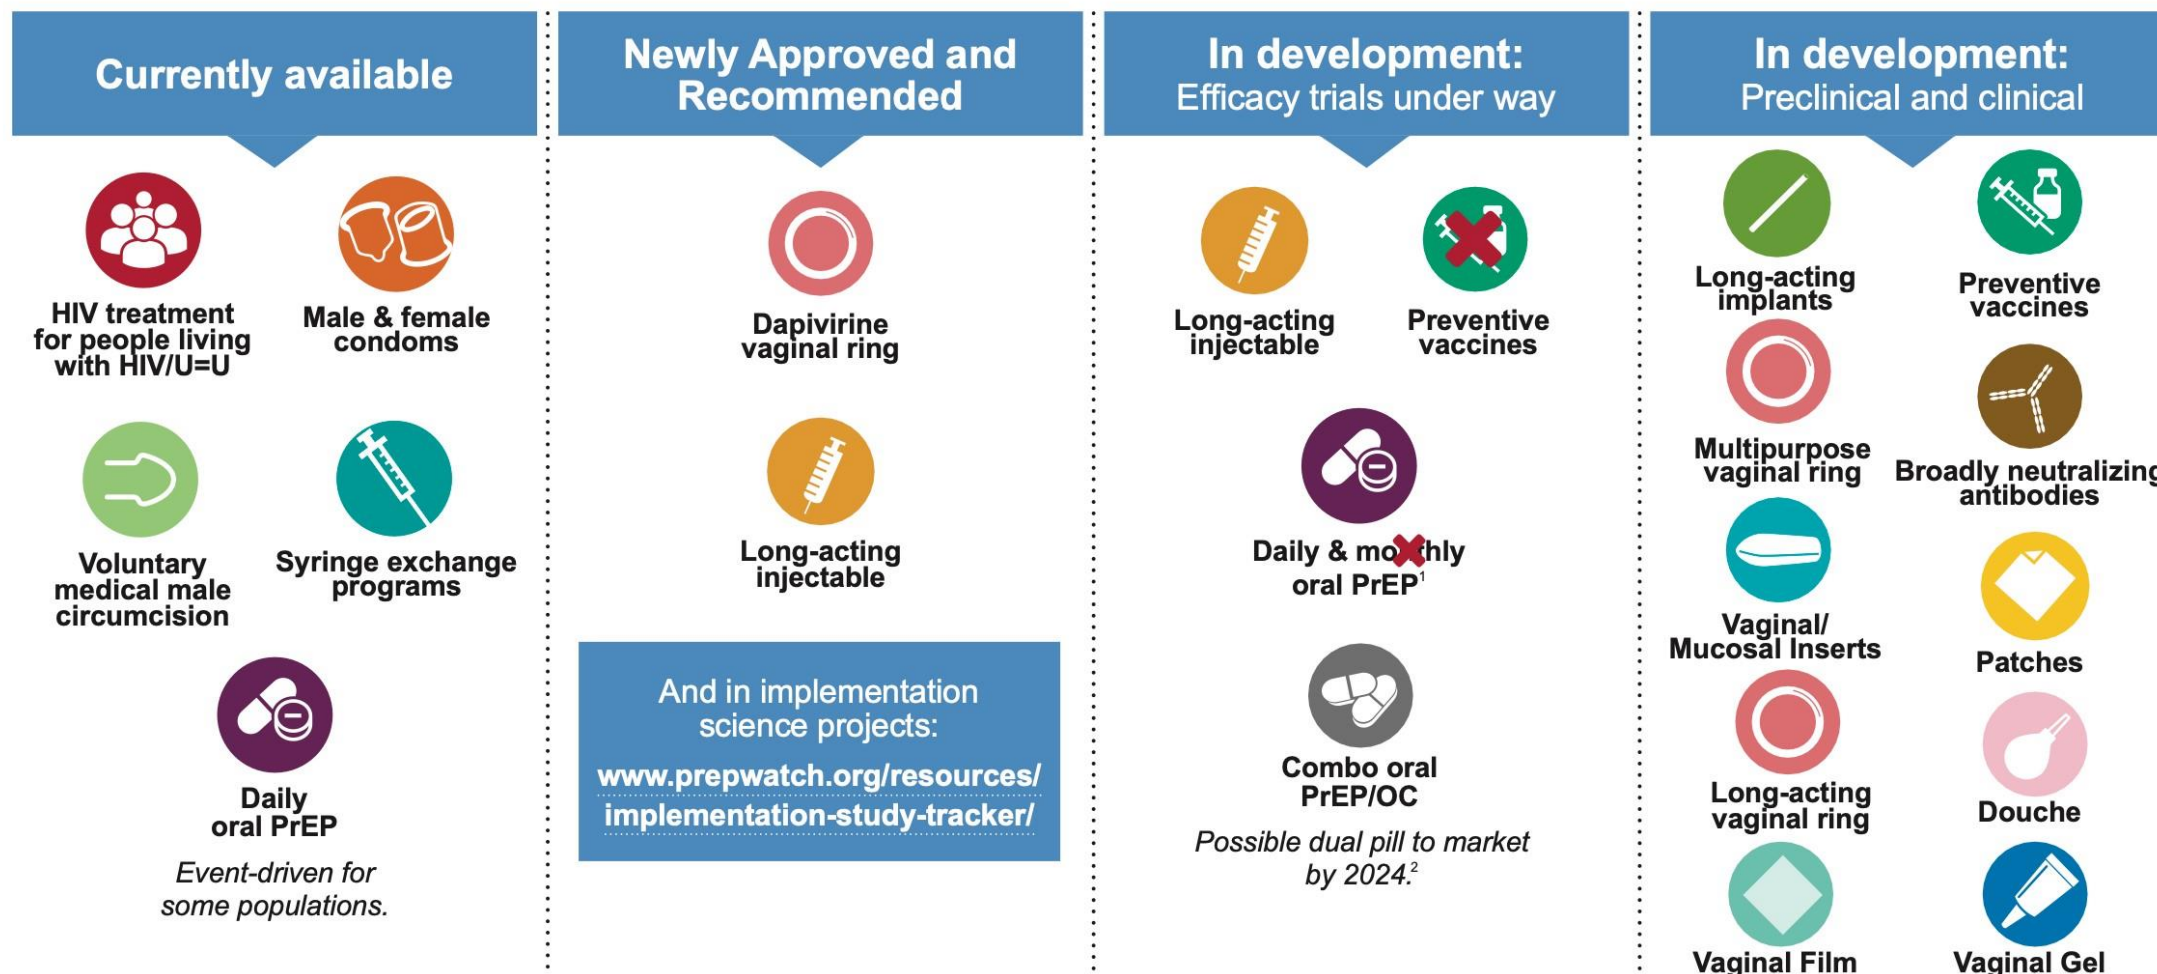 Currently available
HIV treatment
for people living
with HIV/U=U
Male & female
condoms
Voluntary
medical male
circumcision
Syringe exchange
programs
Daily
oral PrEP
Event-driven for
some populations.
Newly Approved and
Recommended
Dapivirine
vaginal ring
Long-acting
injectable
And in implementation
science projects:
www.prepwatch.org/resources/
implementation-study-tracker/
In development:
Efficacy trials under way
Long-acting
injectable
Preventive
vaccines
Daily & monthly
oral PrEP¹
Combo oral
PrEP/OC
Possible dual pill to market
by 2024.²
In development:
Preclinical and clinical
Long-acting
implants
Preventive
vaccines
Multipurpose
vaginal ring
Broadly neutralizing
antibodies
Vaginal/
Mucosal Inserts
Patches
Long-acting
vaginal ring
Douche
Vaginal Film
Vaginal Gel